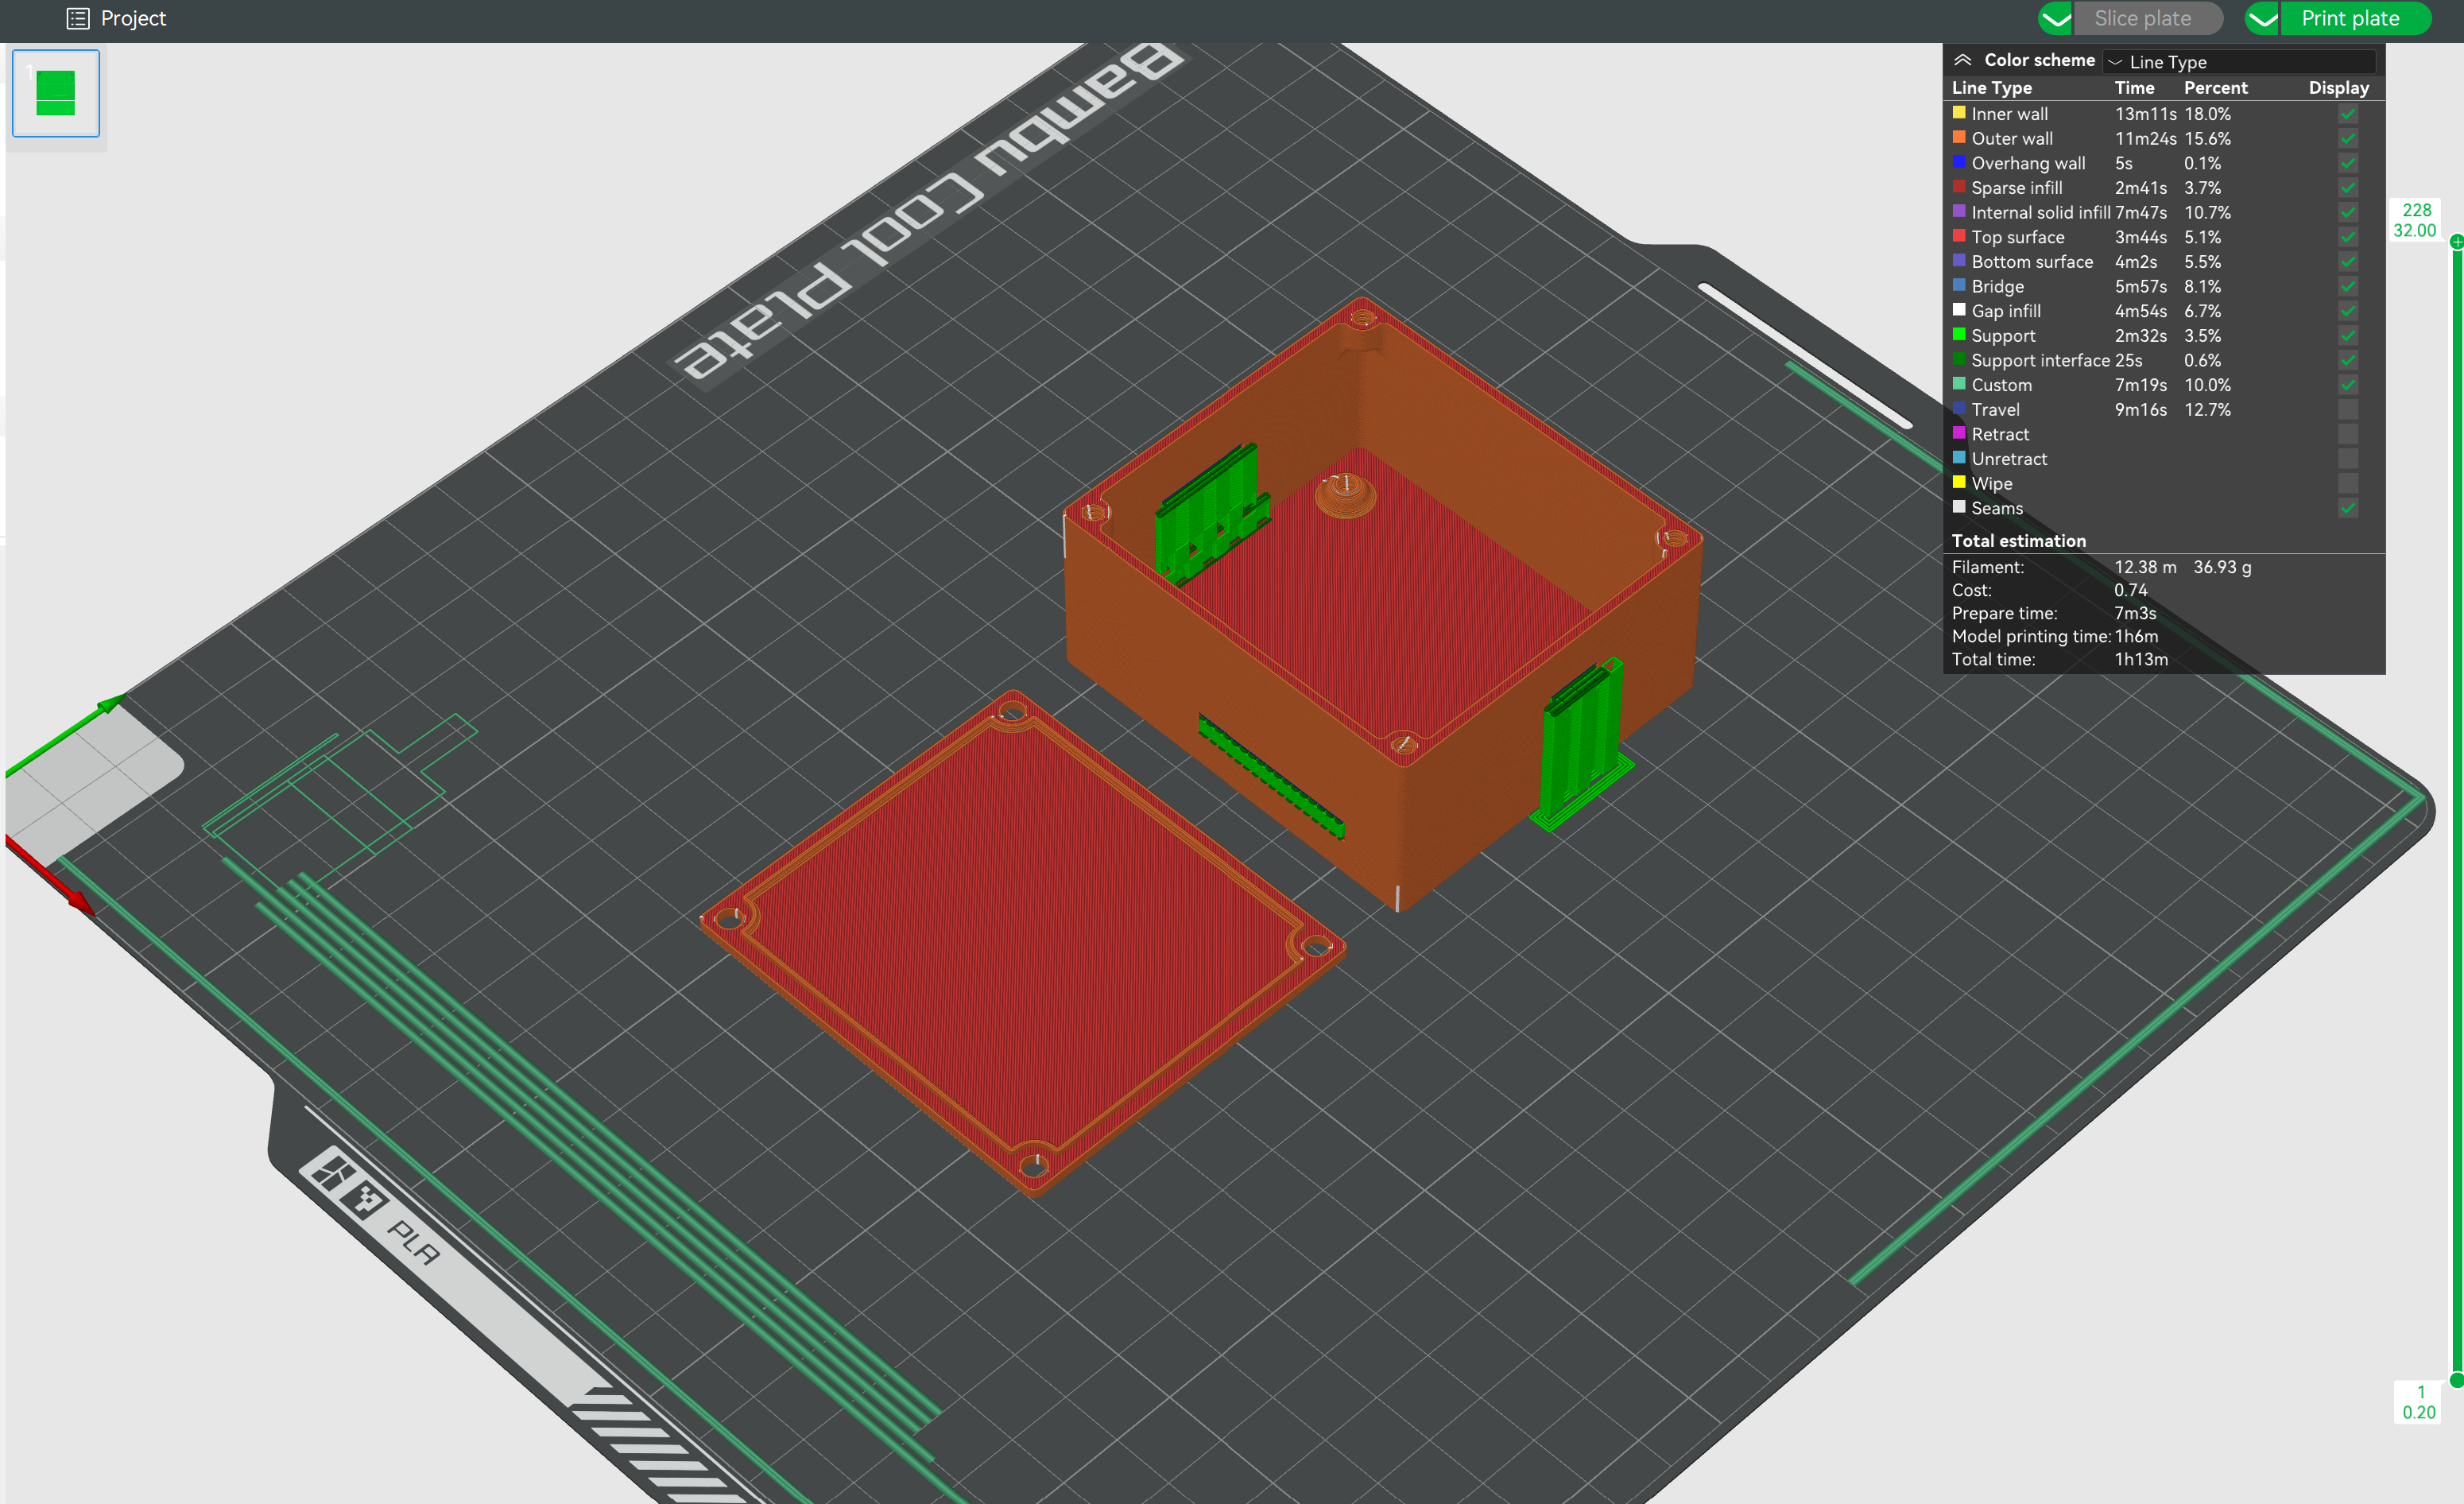 Project
Slice plate
Print plate
1
Bambu Cool Plate
PLA
Color scheme Line Type
Line Type Time Percent Display
Inner wall 13m11s 18.0%
Outer wall 11m24s 15.6%
Overhang wall 5s 0.1%
Sparse infill 2m41s 3.7%
Internal solid infill 7m47s 10.7%
Top surface 3m44s 5.1%
Bottom surface 4m2s 5.5%
Bridge 5m57s 8.1%
Gap infill 4m54s 6.7%
Support 2m32s 3.5%
Support interface 25s 0.6%
Custom 7m19s 10.0%
Travel 9m16s 12.7%
Retract
Unretract
Wipe
Seams
Total estimation
Filament: 12.38 m 36.93 g
Cost: 0.74
Prepare time: 7m3s
Model printing time: 1h6m
Total time: 1h13m
228
32.00
1
0.20